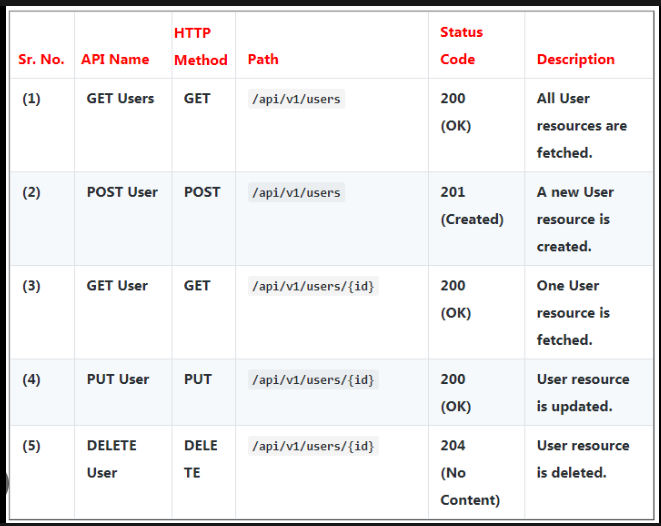 Sr. No. API Name HTTP Method Path Status Code Description
(1) GET Users GET /api/v1/users 200 (OK) All User resources are fetched.
(2) POST User POST /api/v1/users 201 (Created) A new User resource is created.
(3) GET User GET /api/v1/users/{id} 200 (OK) One User resource is fetched.
(4) PUT User PUT /api/v1/users/{id} 200 (OK) User resource is updated.
(5) DELETE User DELETE /api/v1/users/{id} 204 (No Content) User resource is deleted.